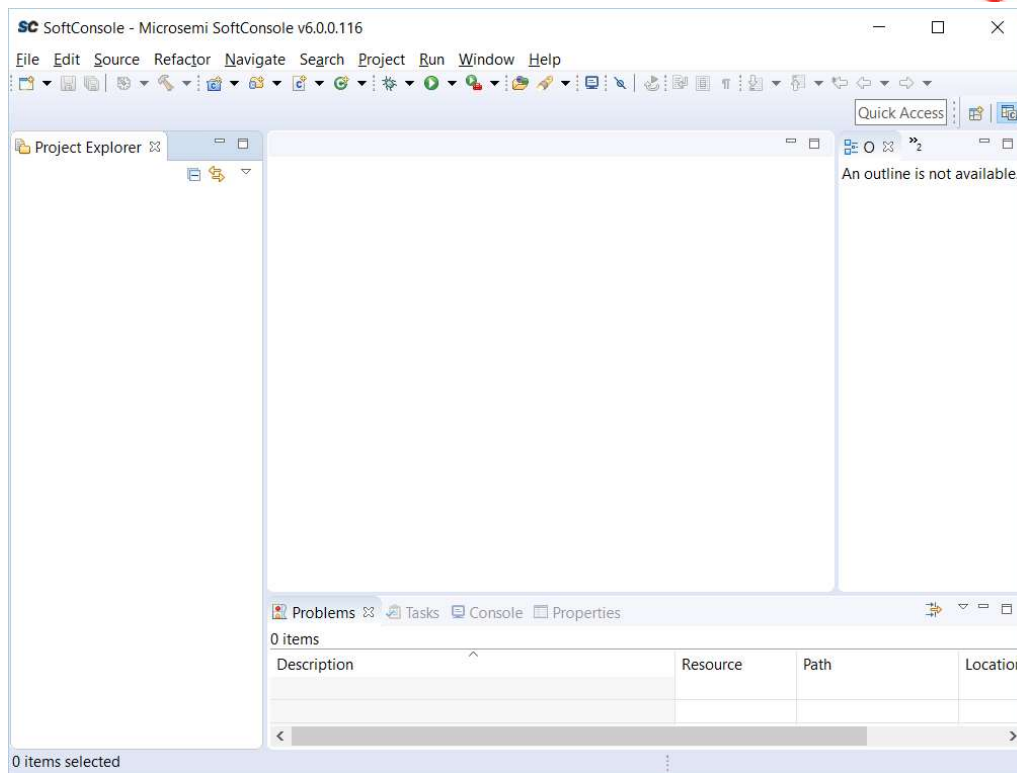 SC SoftConsole - Microsemi SoftConsole v6.0.0.116
File Edit Source Refactor Navigate Search Project Run Window Help
Quick Access
Project Explorer
O »2
An outline is not available.
Problems Tasks Console Properties
0 items
Description Resource Path Location
0 items selected